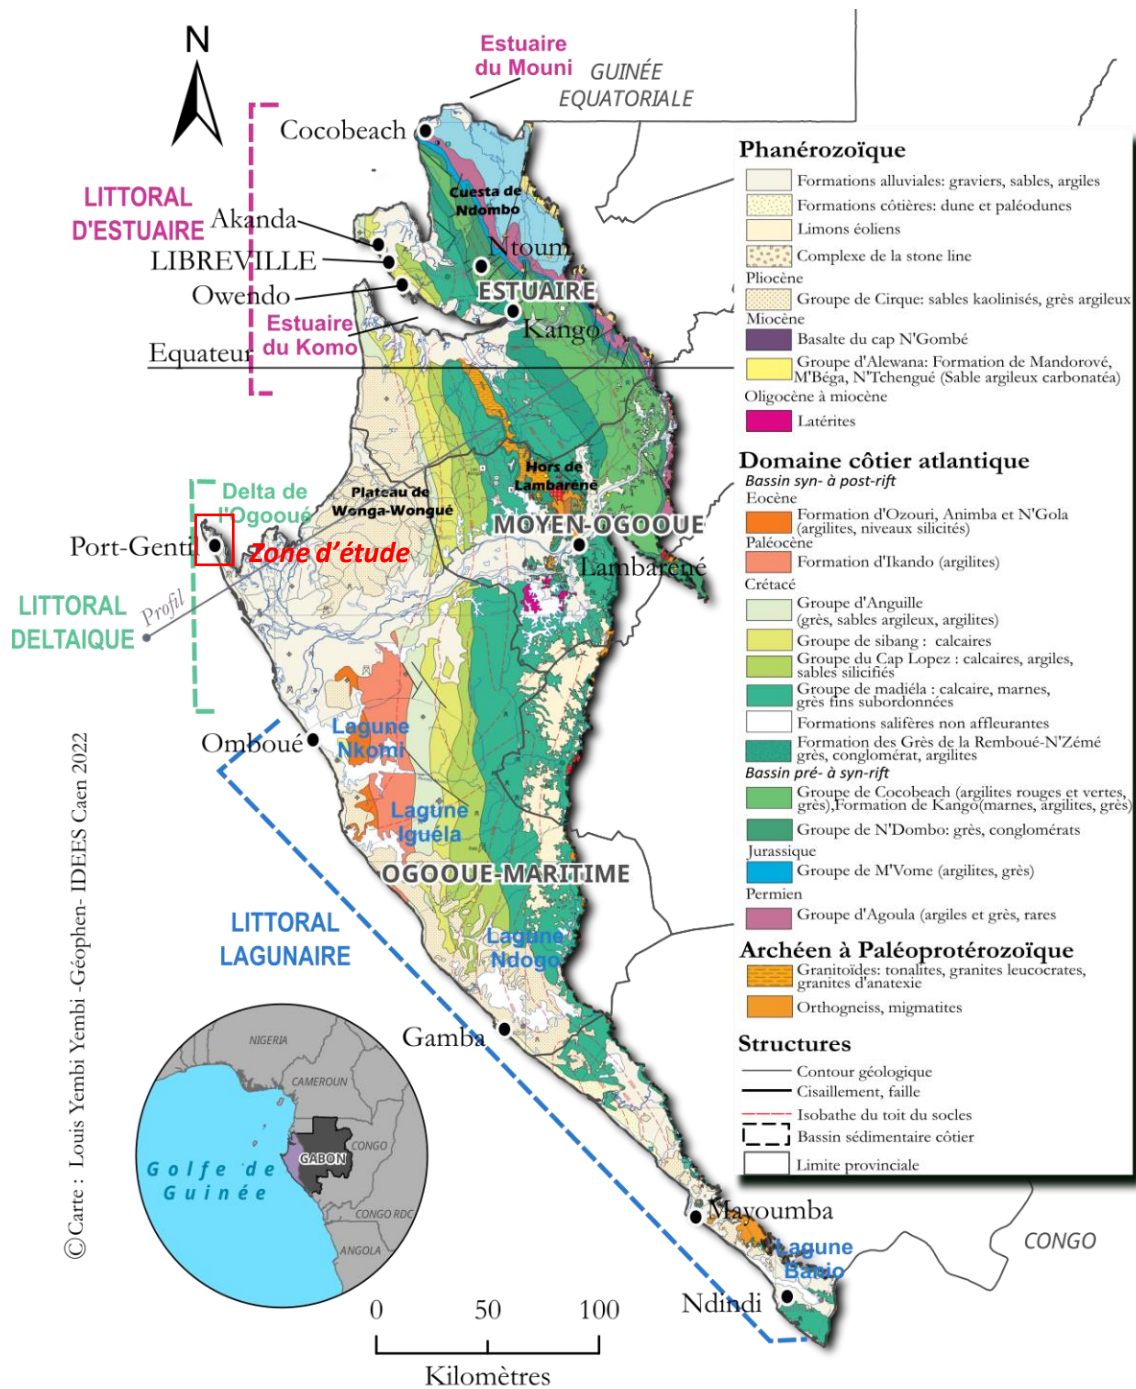 N
Estuaire
du Mouni
GUINÉE
EQUATORIALE
Cocobeach
LITTORAL
D'ESTUAIRE
Cuesta de
Ndombo
Akanda
Ntoum
LIBREVILLE
ESTUAIRE
Owendo
Estuaire
du Komo
Kango
Equateur
Hors de
Lambaréné
Plateau de
Wonga-Wongué
Delta de
l'Ogooué
MOYEN-OGOOUE
Port-Gentil
Zone d'étude
Lambaréné
Profil
LITTORAL
DELTAIQUE
Omboué
Lagune
Nkomi
Lagune
Iguéla
OGOOUE-MARITIME
LITTORAL
LAGUNAIRE
Lagune
Ndogo
Gamba
Mayoumba
Lagune
Banio
CONGO
Ndindi
©Carte : Louis Yembi Yembi -Géophen- IDEES Caen 2022
NIGERIA
CAMEROUN
GABON
CONGO
Golfe de
Guinée
CONGO RDC
ANGOLA
0 50 100
Kilomètres
Phanérozoïque
Formations alluviales: graviers, sables, argiles
Formations côtières: dune et paléodunes
Limons éoliens
Complexe de la stone line
Pliocène
Groupe de Cirque: sables kaolinisés, grès argileux
Miocène
Basalte du cap N'Gombé
Groupe d'Alewana: Formation de Mandorové,
M'Béga, N'Tchengué (Sable argileux carbonatéa)
Oligocène à miocène
Latérites
Domaine côtier atlantique
Bassin syn- à post-rift
Eocène
Formation d'Ozouri, Animba et N'Gola
(argilites, niveaux silicités)
Paléocène
Formation d'Ikando (argilites)
Crétacé
Groupe d'Anguille
(grès, sables argileux, argilites)
Groupe de sibang : calcaires
Groupe du Cap Lopez : calcaires, argiles,
sables silicifiés
Groupe de madiéla : calcaire, marnes,
grès fins subordonnées
Formations salifères non affleurantes
Formation des Grès de la Remboué-N'Zémé
grès, conglomérat, argilites
Bassin pré- à syn-rift
Groupe de Cocobeach (argilites rouges et vertes,
grès),Formation de Kango(marnes, argilites, grès)
Groupe de N'Dombo: grès, conglomérats
Jurassique
Groupe de M'Vome (argilites, grès)
Permien
Groupe d'Agoula (argiles et grès, rares
Archéen à Paléoprotérozoïque
Granitoïdes: tonalites, granites leucocrates,
granites d'anatexie
Orthogneiss, migmatites
Structures
Contour géologique
Cisaillement, faille
Isobathe du toit du socles
Bassin sédimentaire côtier
Limite provinciale